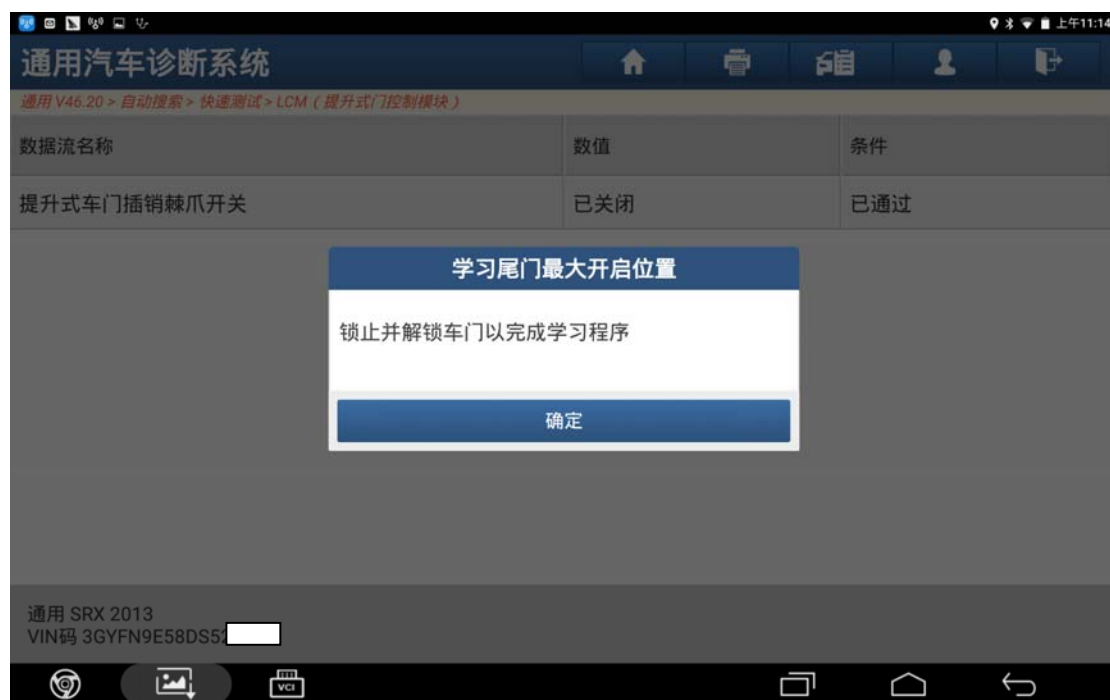 上午11:14
通用汽车诊断系统
通用 V46.20 > 自动搜索 > 快速测试 > LCM ( 提升式门控制模块 )
数据流名称 数值 条件
提升式车门插销棘爪开关 已关闭 已通过
学习尾门最大开启位置
锁止并解锁车门以完成学习程序
确定
通用 SRX 2013
VIN码 3GYFN9E58DS52
VCI